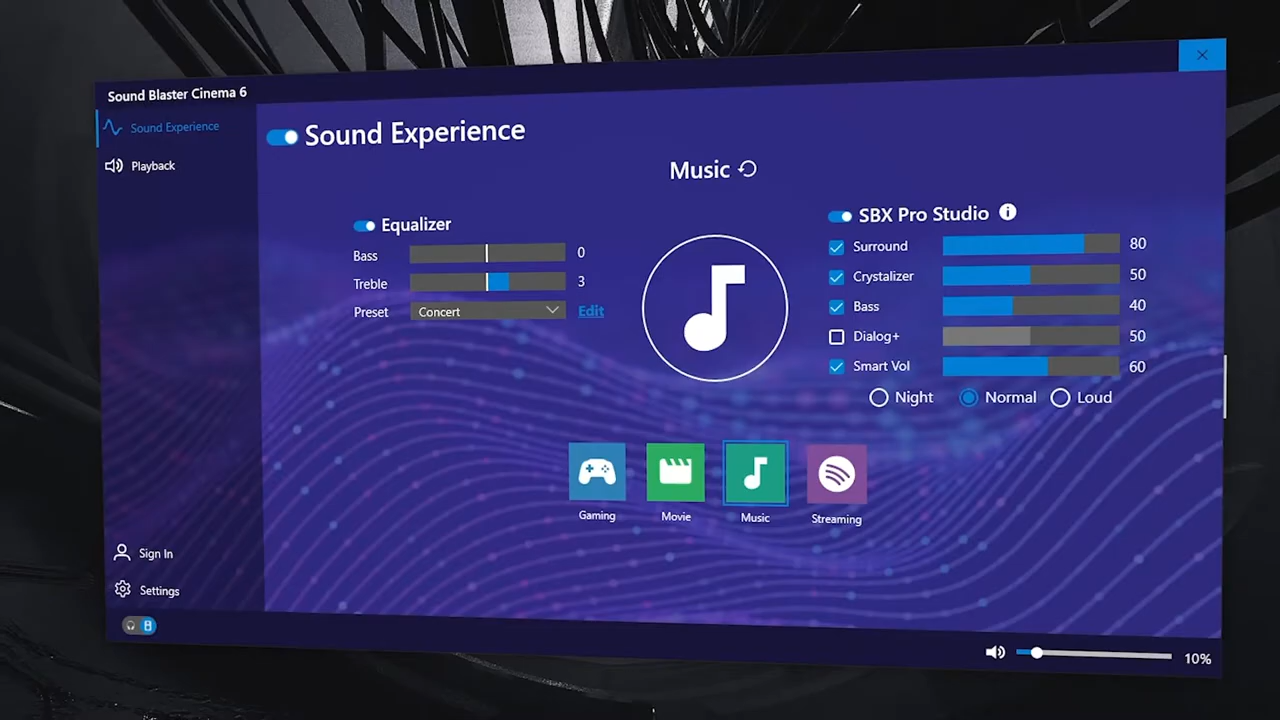 Sound Blaster Cinema 6
Sound Experience
Playback
Sound Experience
Music
Equalizer
Bass 0
Treble 3
Preset Concert Edit
SBX Pro Studio
Surround 80
Crystalizer 50
Bass 40
Dialog+ 50
Smart Vol 60
Night Normal Loud
Gaming Movie Music Streaming
Sign In
Settings
10%